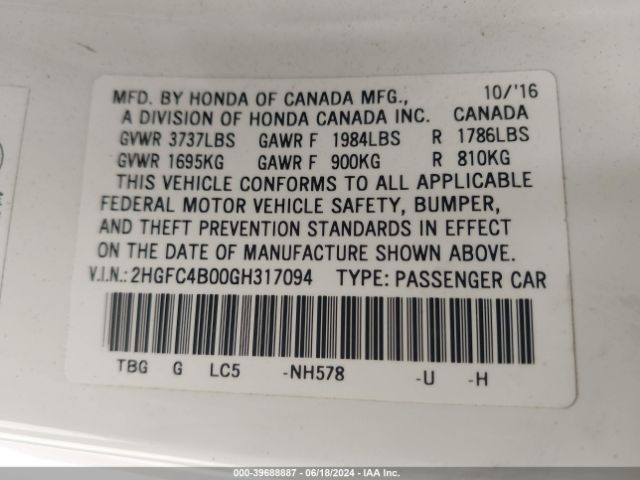 MFD. BY HONDA OF CANADA MFG., 10/'16
A DIVISION OF HONDA CANADA INC. CANADA
GVWR 3737LBS GAWR F 1984LBS R 1786LBS
GVWR 1695KG GAWR F 900KG R 810KG
THIS VEHICLE CONFORMS TO ALL APPLICABLE
FEDERAL MOTOR VEHICLE SAFETY, BUMPER,
AND THEFT PREVENTION STANDARDS IN EFFECT
ON THE DATE OF MANUFACTURE SHOWN ABOVE.
V.I.N.: 2HGFC4B00GH317094 TYPE: PASSENGER CAR
TBG G LC5 -NH578 -U -H
000-39688887 - 06/18/2024 - IAA Inc.